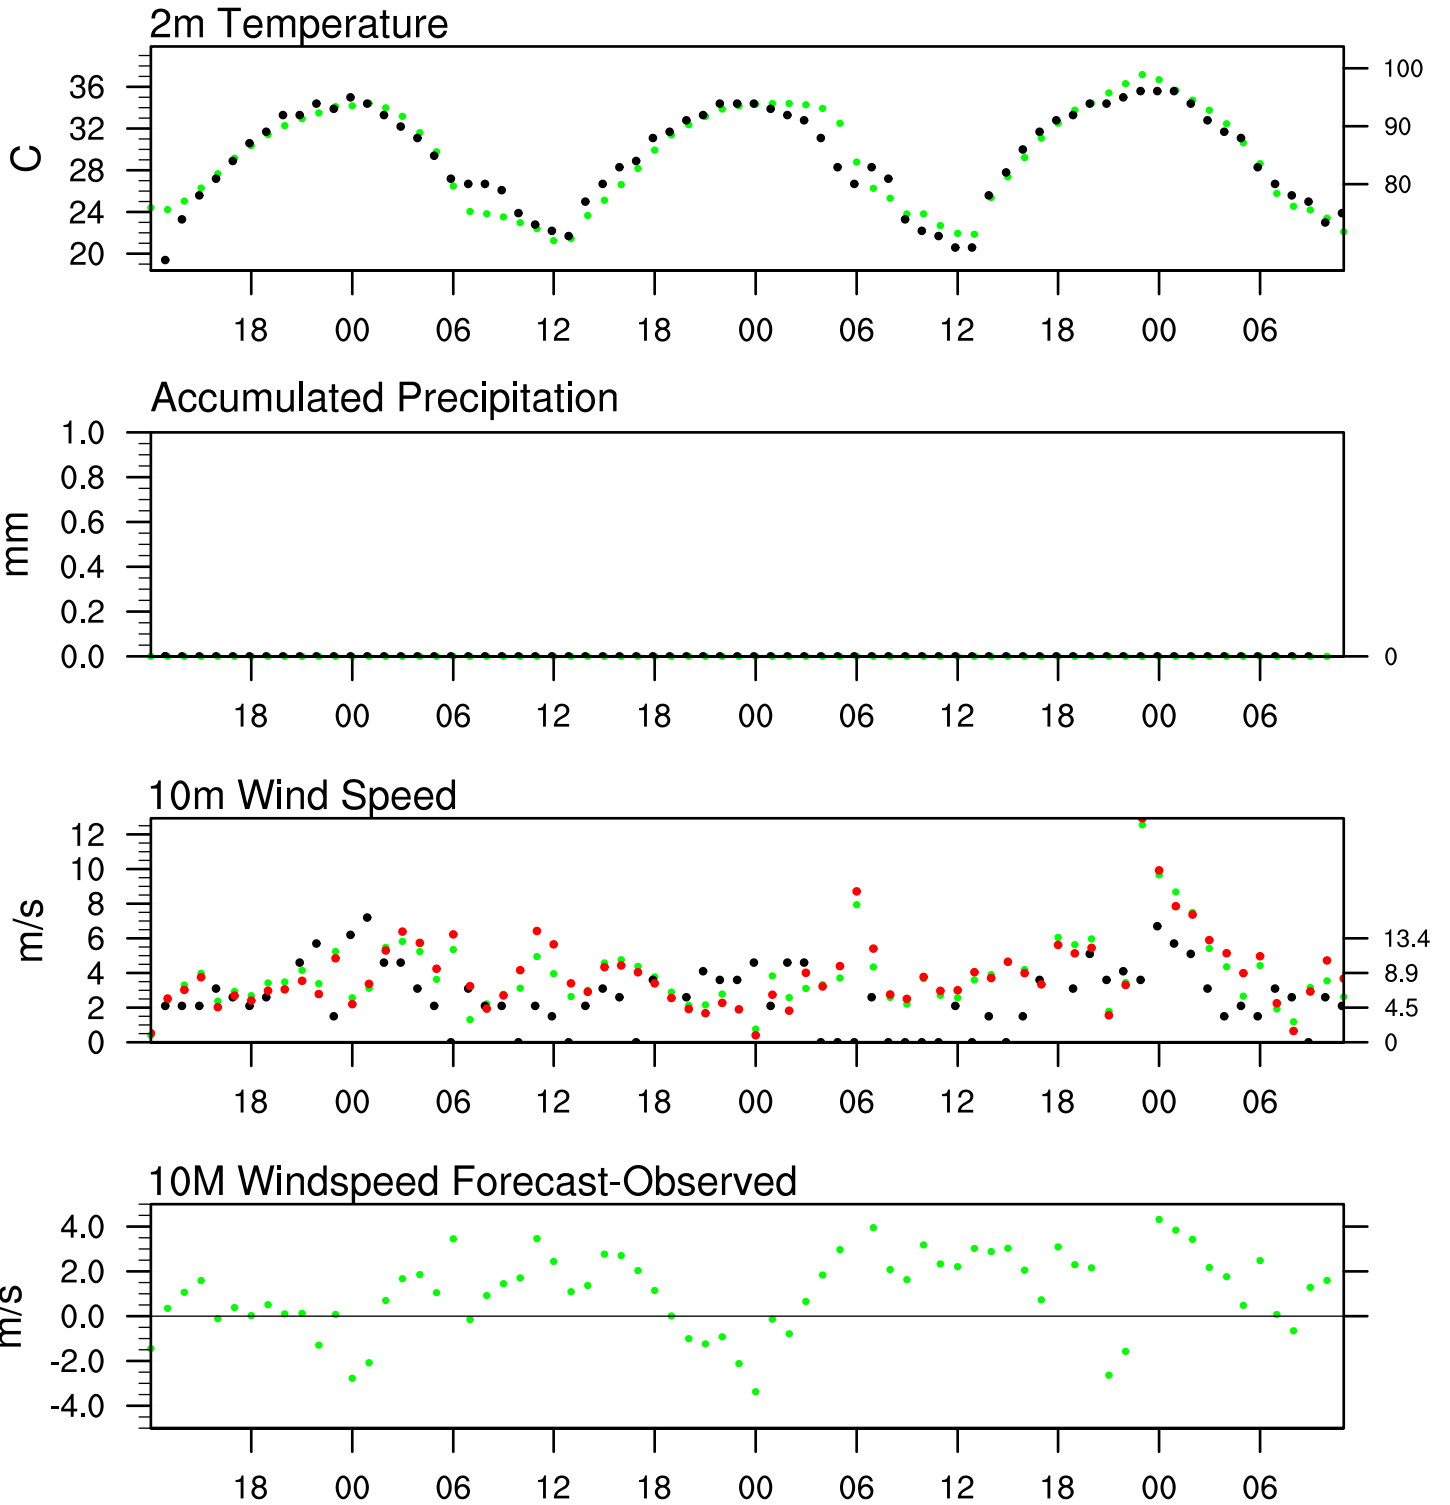 2m Temperature
C
36
32
28
24
20
100
90
80
18 00 06 12 18 00 06 12 18 00 06
Accumulated Precipitation
mm
1.0
0.8
0.6
0.4
0.2
0.0
0
18 00 06 12 18 00 06 12 18 00 06
10m Wind Speed
m/s
12
10
8
6
4
2
0
13.4
8.9
4.5
0
18 00 06 12 18 00 06 12 18 00 06
10M Windspeed Forecast-Observed
m/s
4.0
2.0
0.0
-2.0
-4.0
18 00 06 12 18 00 06 12 18 00 06